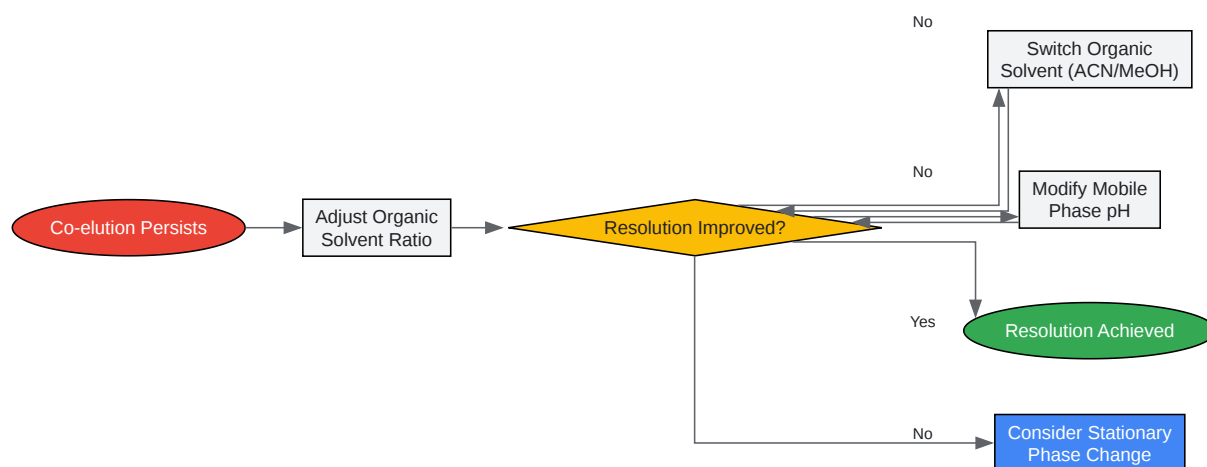 No
Switch Organic
Solvent (ACN/MeOH)
No
Modify Mobile
Phase pH
Co-elution Persists
Adjust Organic
Solvent Ratio
Resolution Improved?
Yes
Resolution Achieved
No
Consider Stationary
Phase Change